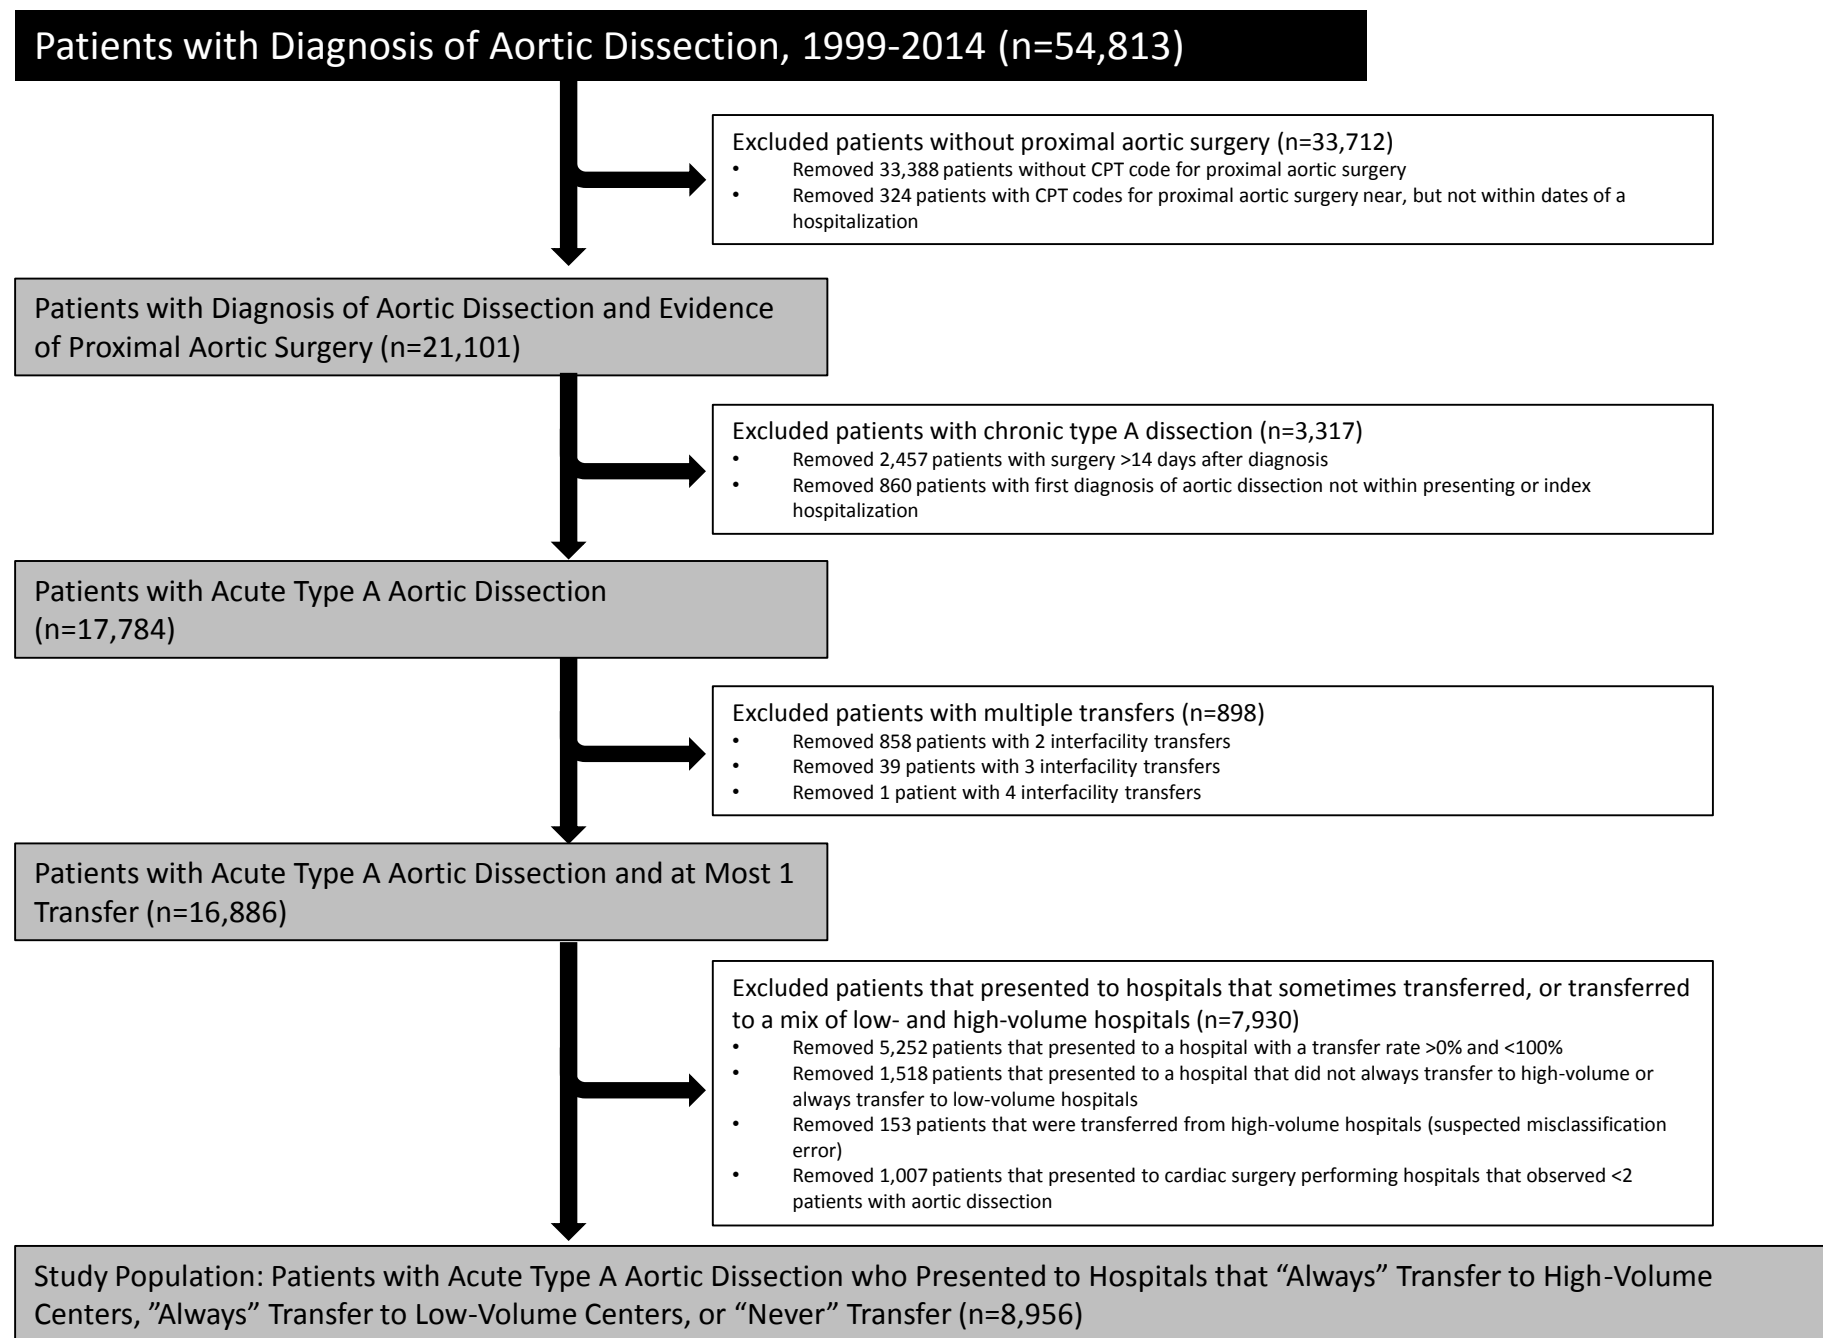 Patients with Diagnosis of Aortic Dissection, 1999-2014 (n=54,813)
Excluded patients without proximal aortic surgery (n=33,712)
• Removed 33,388 patients without CPT code for proximal aortic surgery
• Removed 324 patients with CPT codes for proximal aortic surgery near, but not within dates of a
hospitalization
Patients with Diagnosis of Aortic Dissection and Evidence
of Proximal Aortic Surgery (n=21,101)
Excluded patients with chronic type A dissection (n=3,317)
• Removed 2,457 patients with surgery >14 days after diagnosis
• Removed 860 patients with first diagnosis of aortic dissection not within presenting or index
hospitalization
Patients with Acute Type A Aortic Dissection
(n=17,784)
Excluded patients with multiple transfers (n=898)
• Removed 858 patients with 2 interfacility transfers
• Removed 39 patients with 3 interfacility transfers
• Removed 1 patient with 4 interfacility transfers
Patients with Acute Type A Aortic Dissection and at Most 1
Transfer (n=16,886)
Excluded patients that presented to hospitals that sometimes transferred, or transferred
to a mix of low- and high-volume hospitals (n=7,930)
• Removed 5,252 patients that presented to a hospital with a transfer rate >0% and <100%
• Removed 1,518 patients that presented to a hospital that did not always transfer to high-volume or
always transfer to low-volume hospitals
• Removed 153 patients that were transferred from high-volume hospitals (suspected misclassification
error)
• Removed 1,007 patients that presented to cardiac surgery performing hospitals that observed <2
patients with aortic dissection
Study Population: Patients with Acute Type A Aortic Dissection who Presented to Hospitals that “Always” Transfer to High-Volume
Centers, ”Always” Transfer to Low-Volume Centers, or “Never” Transfer (n=8,956)